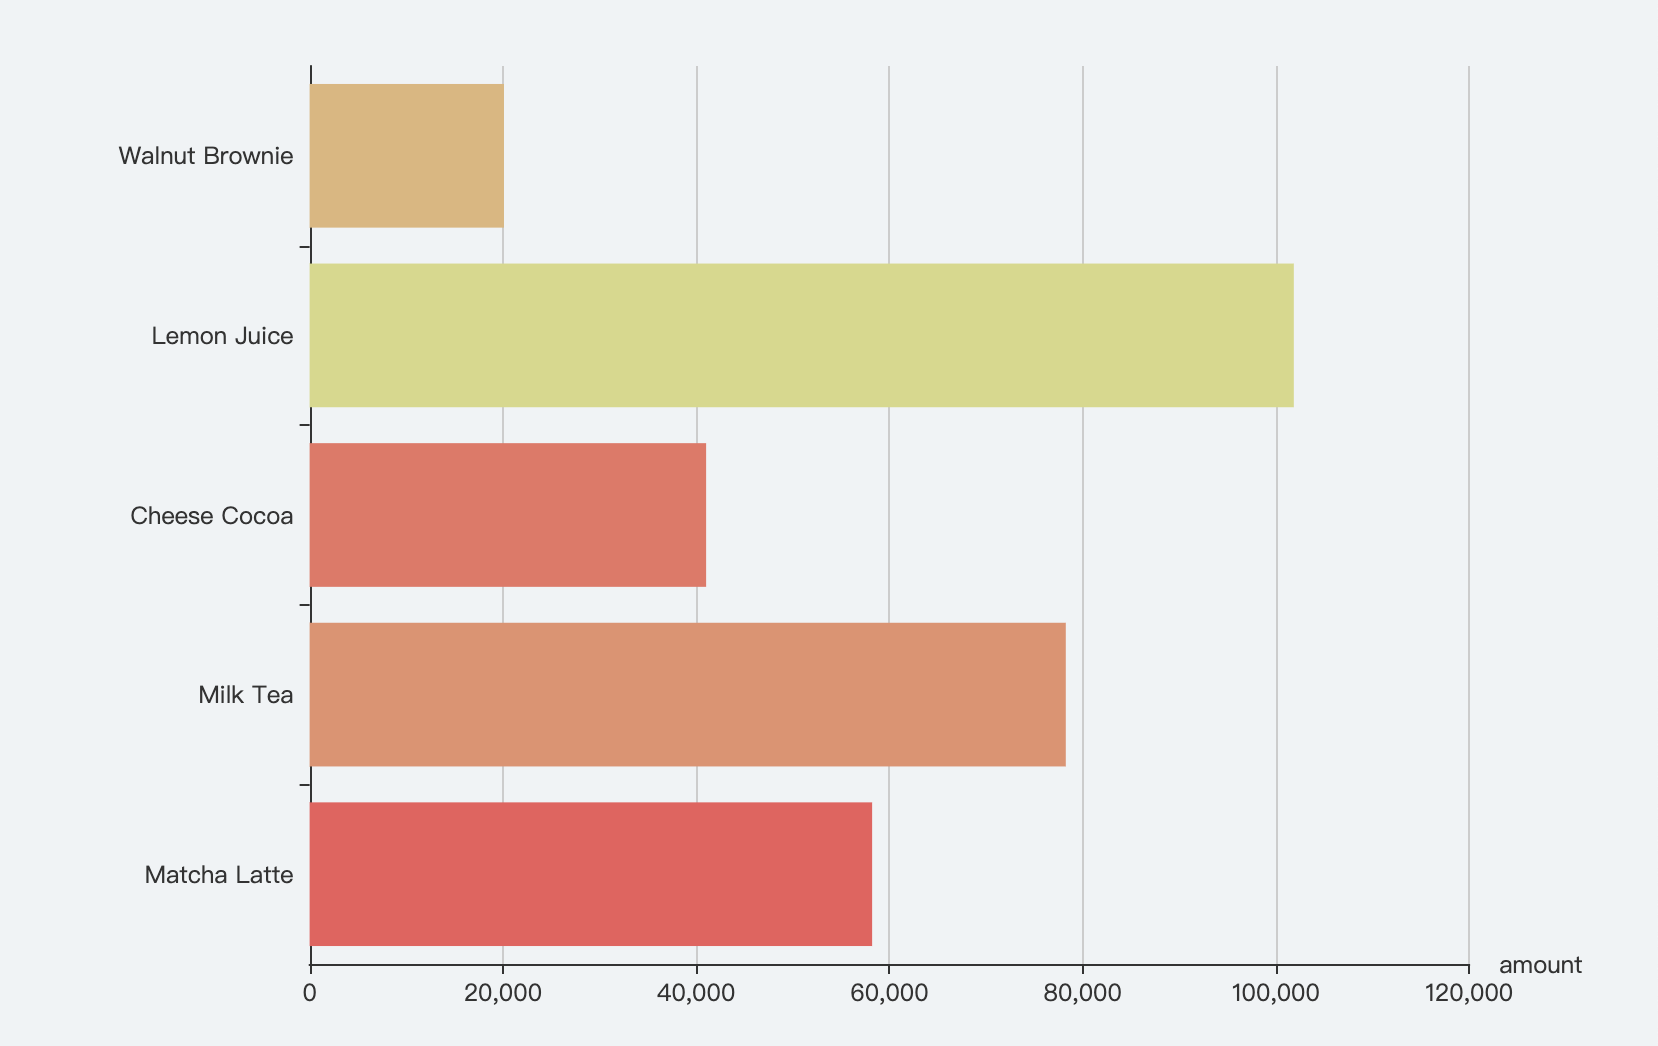 Walnut Brownie
Lemon Juice
Cheese Cocoa
Milk Tea
Matcha Latte
amount
0 20,000 40,000 60,000 80,000 100,000 120,000